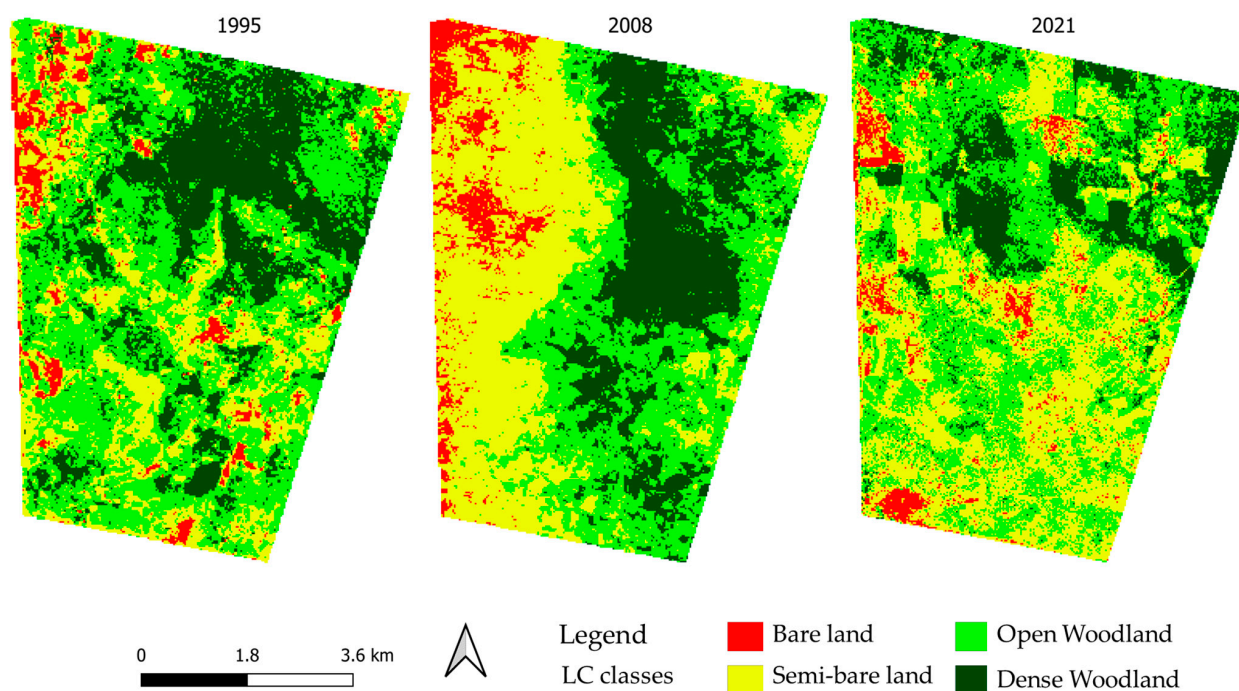 1995
2008
2021
0
1.8
3.6 km
Legend
LC classes
Bare land
Semi-bare land
Open Woodland
Dense Woodland